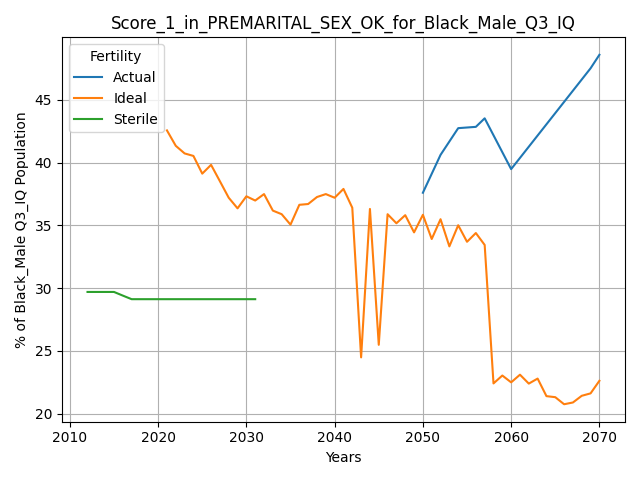 Score_1_in_PREMARITAL_SEX_OK_for_Black_Male_Q3_IQ
Fertility
Actual
Ideal
Sterile
% of Black_Male Q3_IQ Population
45
40
35
30
25
20
2010
2020
2030
2040
2050
2060
2070
Years